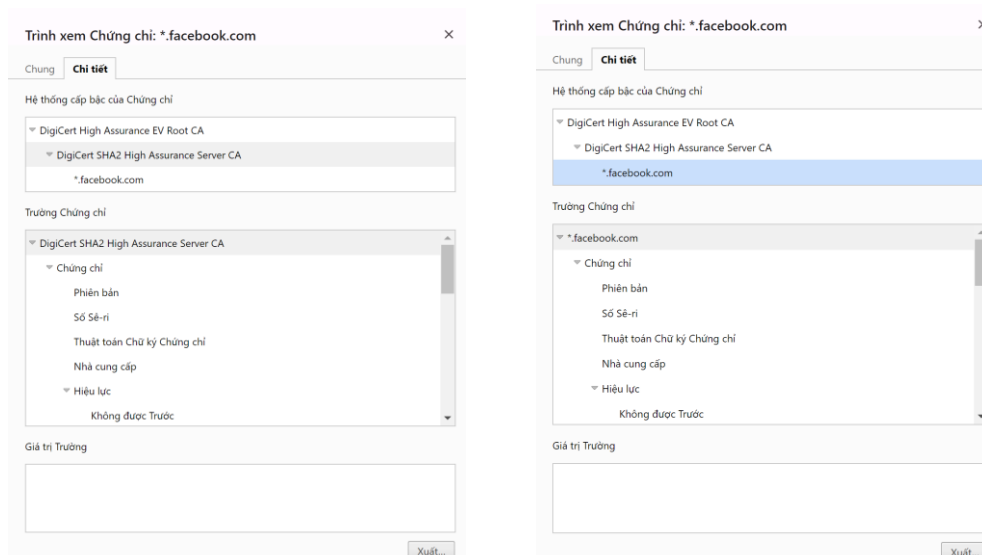 Trình xem Chứng chỉ: *.facebook.com
Chung Chi tiết
Hệ thống cấp bậc của Chứng chỉ
DigiCert High Assurance EV Root CA
DigiCert SHA2 High Assurance Server CA
*.facebook.com
Trường Chứng chỉ
DigiCert SHA2 High Assurance Server CA
Chứng chỉ
Phiên bản
Số Sê-ri
Thuật toán Chữ ký Chứng chỉ
Nhà cung cấp
Hiệu lực
Không được Trước
Giá trị Trường
Xuất...
Trình xem Chứng chỉ: *.facebook.com
Chung Chi tiết
Hệ thống cấp bậc của Chứng chỉ
DigiCert High Assurance EV Root CA
DigiCert SHA2 High Assurance Server CA
*.facebook.com
Trường Chứng chỉ
*.facebook.com
Chứng chỉ
Phiên bản
Số Sê-ri
Thuật toán Chữ ký Chứng chỉ
Nhà cung cấp
Hiệu lực
Không được Trước
Giá trị Trường
Xuất